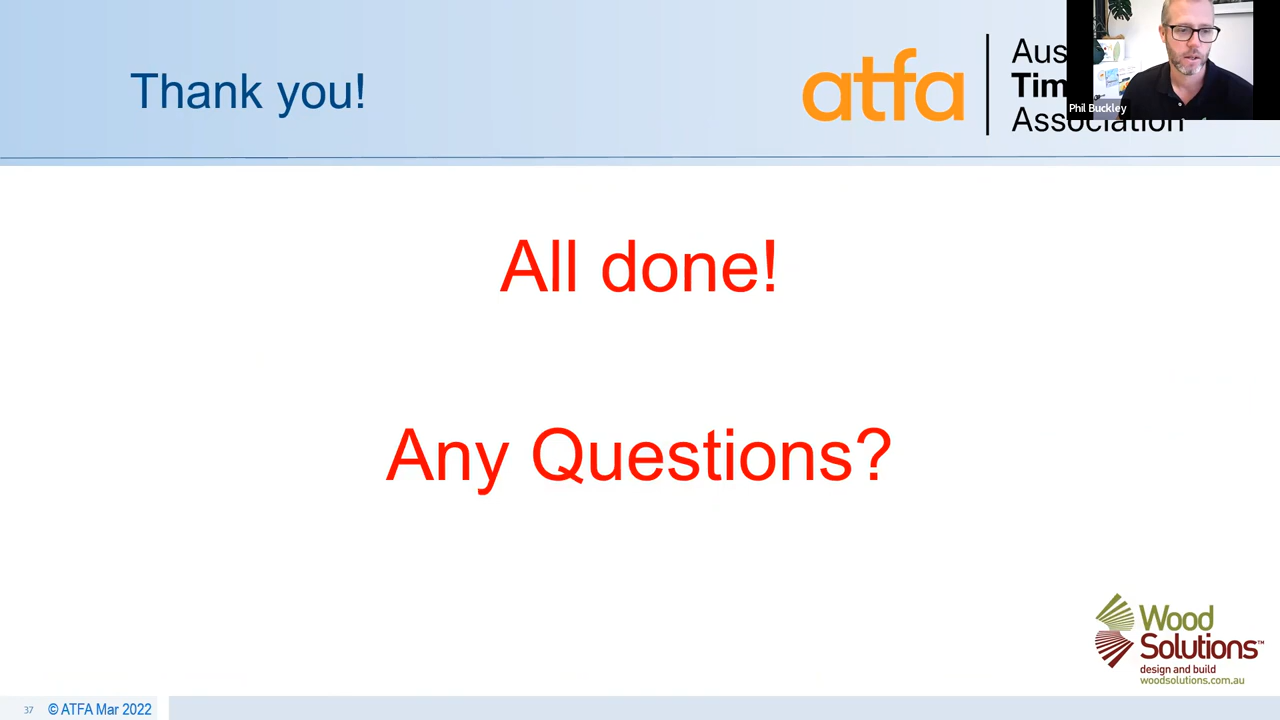 Thank you!
atfa
Aus
Tim
Association
Phil Buckley
All done!
Any Questions?
Wood
Solutions™
design and build
woodsolutions.com.au
37
© ATFA Mar 2022